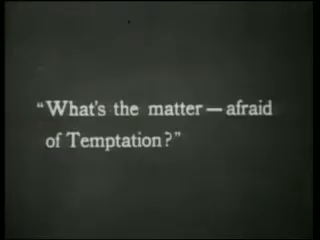 “What's the matter — afraid
of Temptation?”